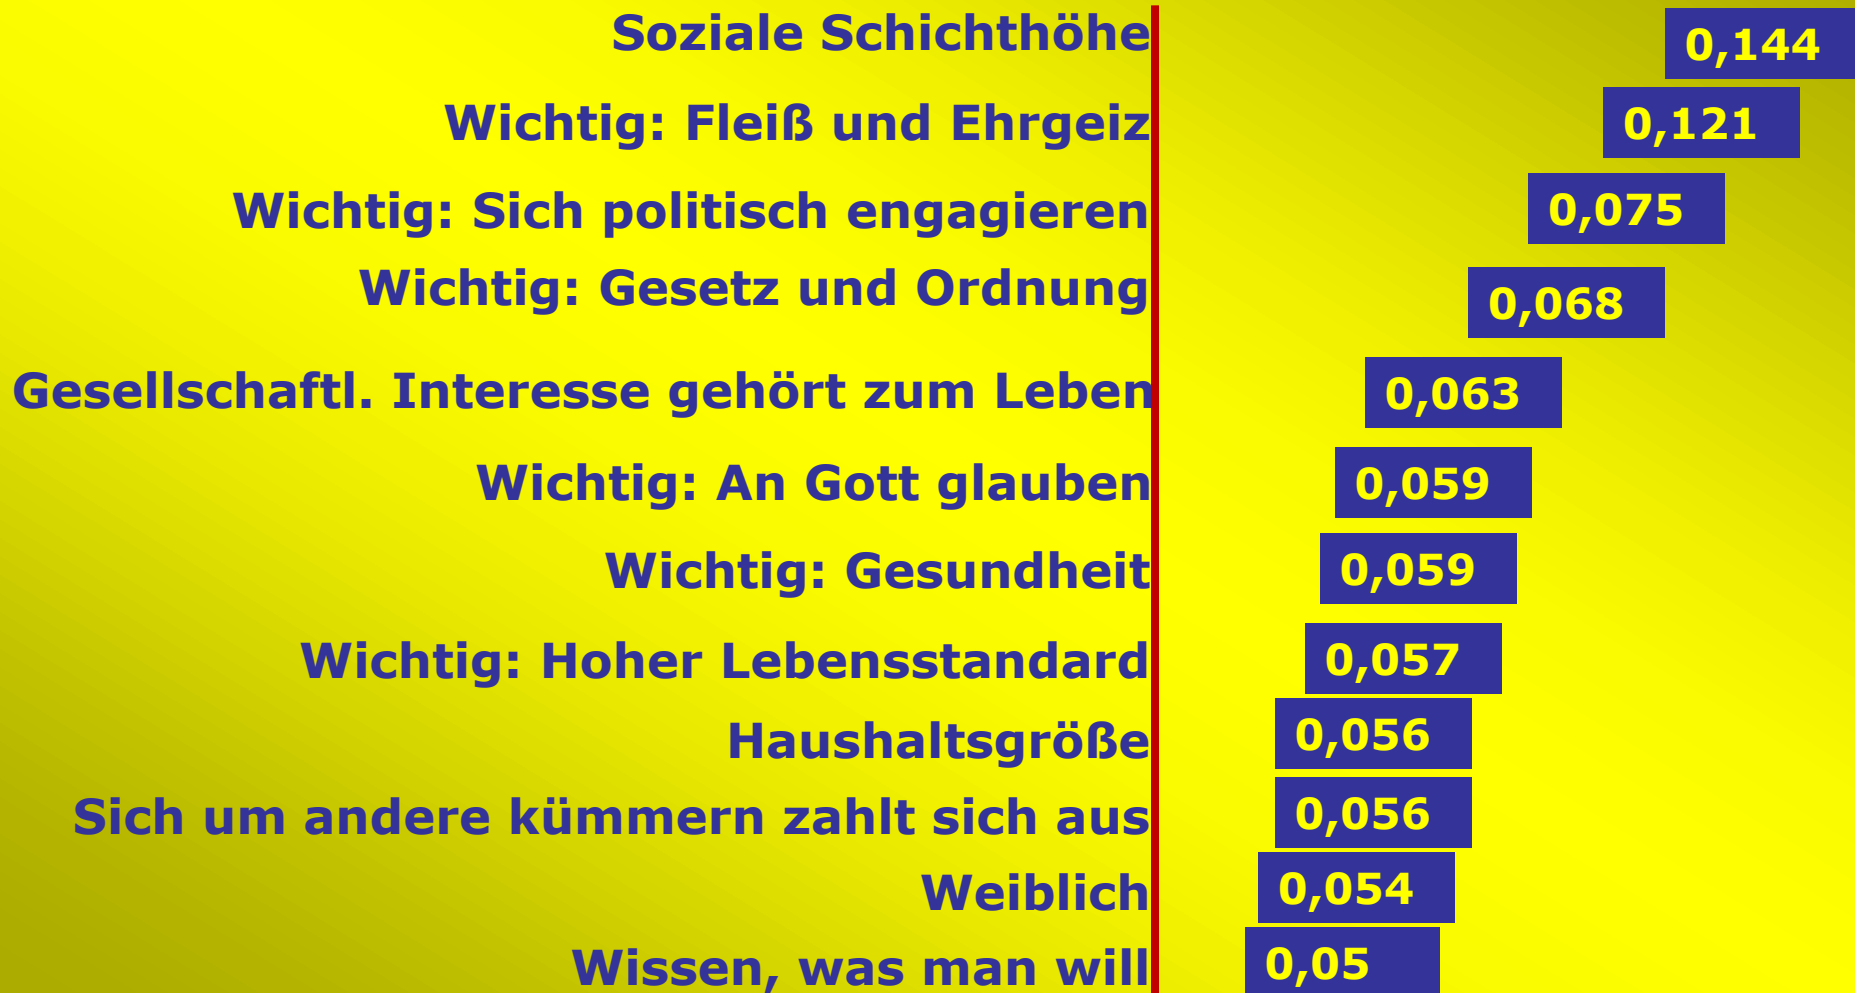 Soziale Schichthöhe 0,144
Wichtig: Fleiß und Ehrgeiz 0,121
Wichtig: Sich politisch engagieren 0,075
Wichtig: Gesetz und Ordnung 0,068
Gesellschaftl. Interesse gehört zum Leben 0,063
Wichtig: An Gott glauben 0,059
Wichtig: Gesundheit 0,059
Wichtig: Hoher Lebensstandard 0,057
Haushaltsgröße 0,056
Sich um andere kümmern zahlt sich aus 0,056
Weiblich 0,054
Wissen, was man will 0,05